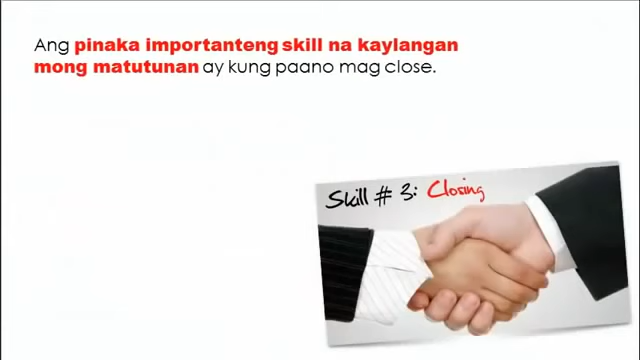 Ang pinaka importanteng skill na kaylangan
mong matutunan ay kung paano mag close.
Skill # 3: Closing